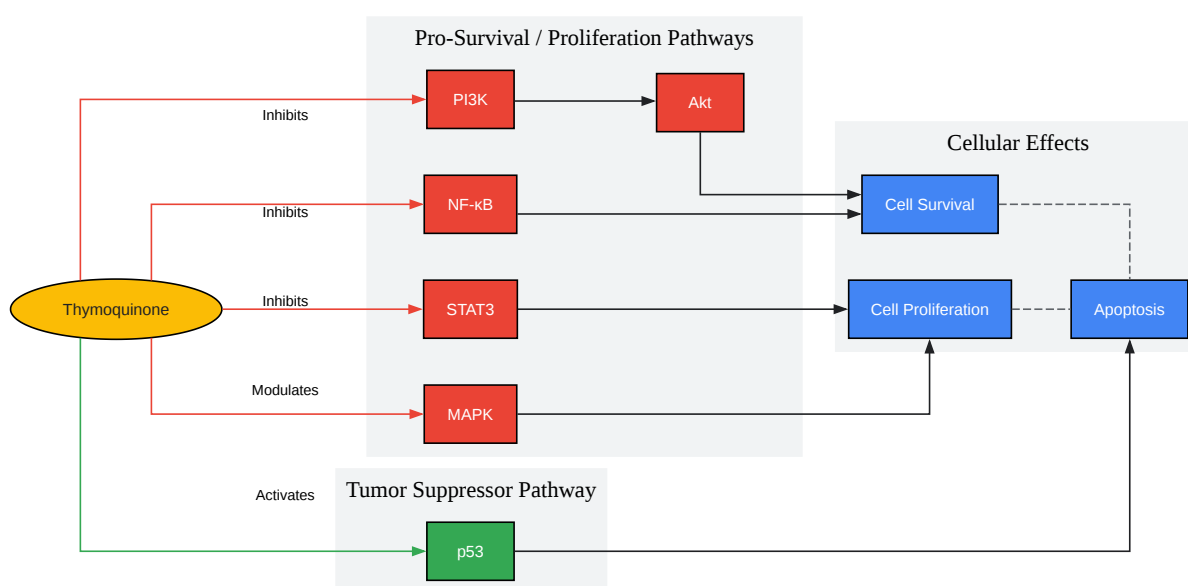 Pro-Survival / Proliferation Pathways
PI3K
Akt
Inhibits
Cellular Effects
NF-κB
Cell Survival
Inhibits
Thymoquinone
Inhibits
STAT3
Cell Proliferation
Apoptosis
Modulates
MAPK
Activates
Tumor Suppressor Pathway
p53